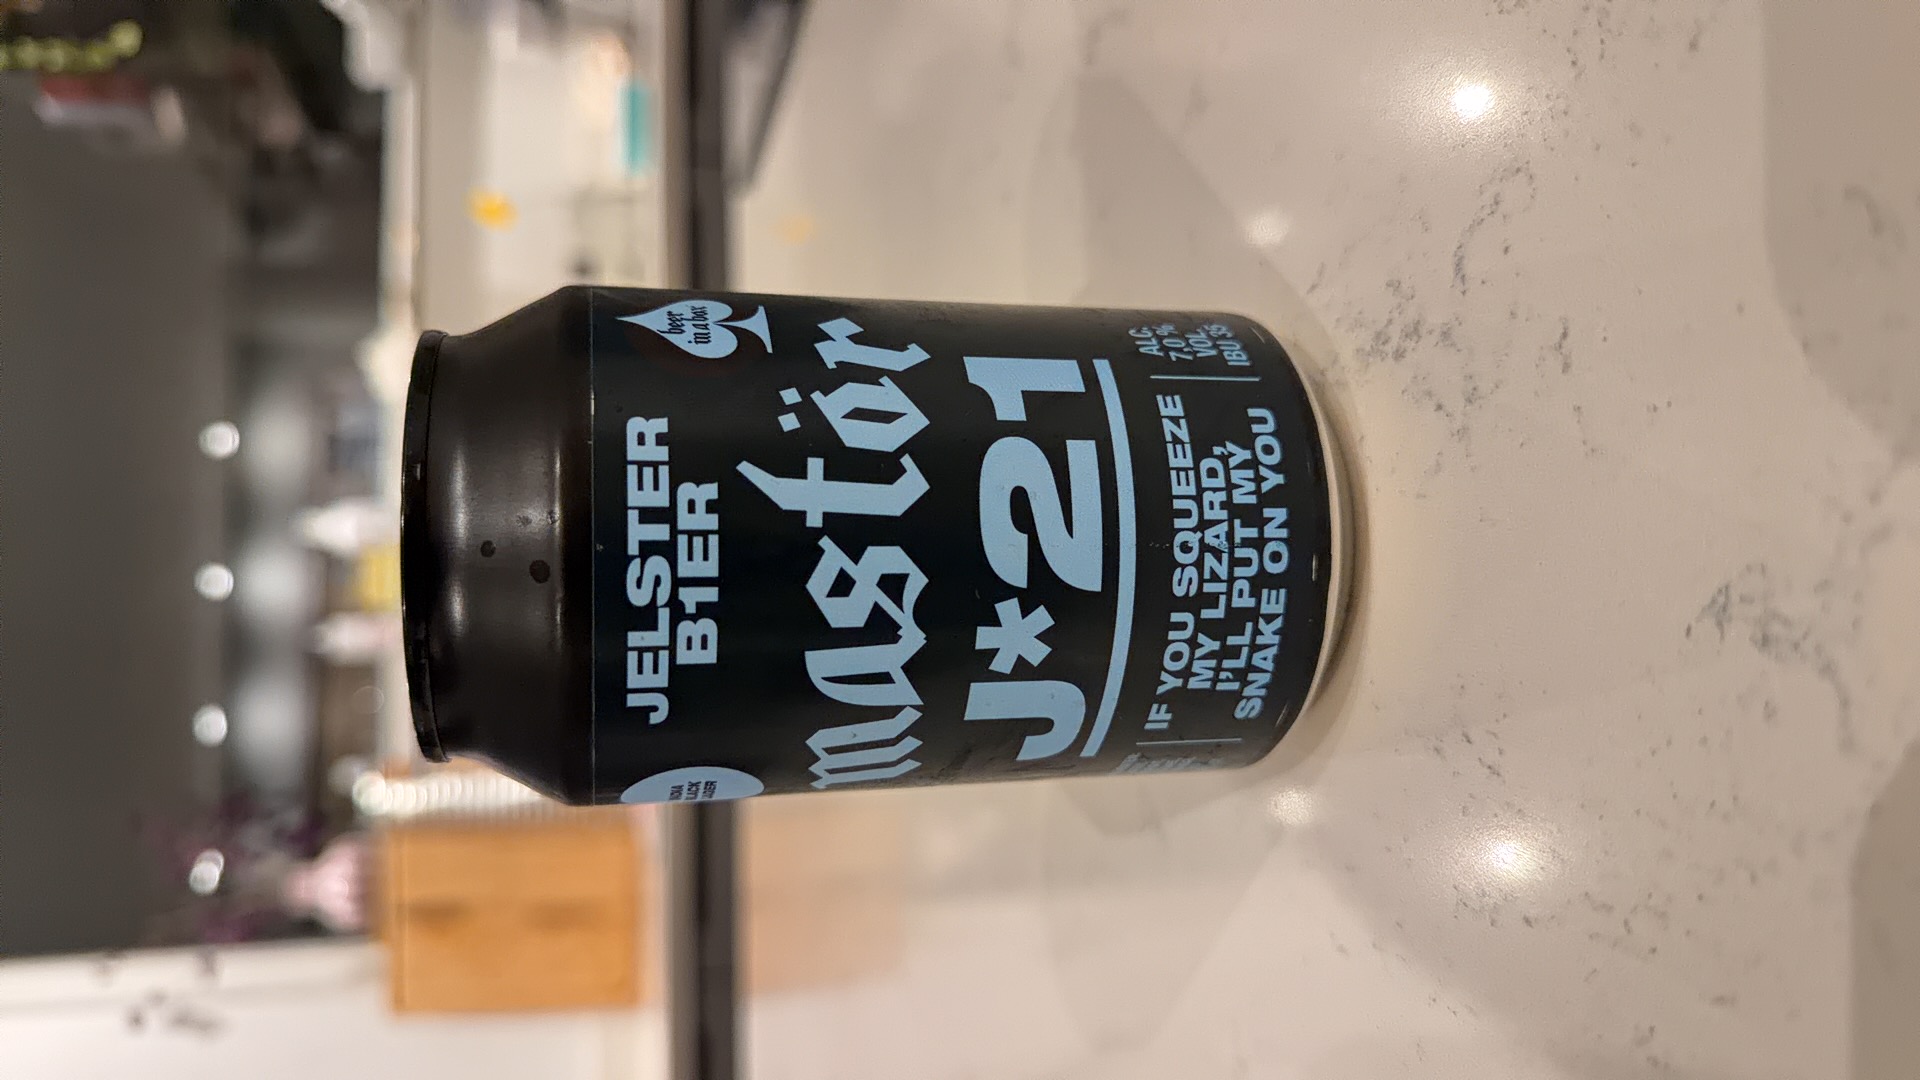 JELSTER
B1ER
beer
in a box
mastör
J*21
IF YOU SQUEEZE
MY LIZARD,
I'LL PUT MY
SNAKE ON YOU
ALC.
7.0 %
VOL.
IBU 35